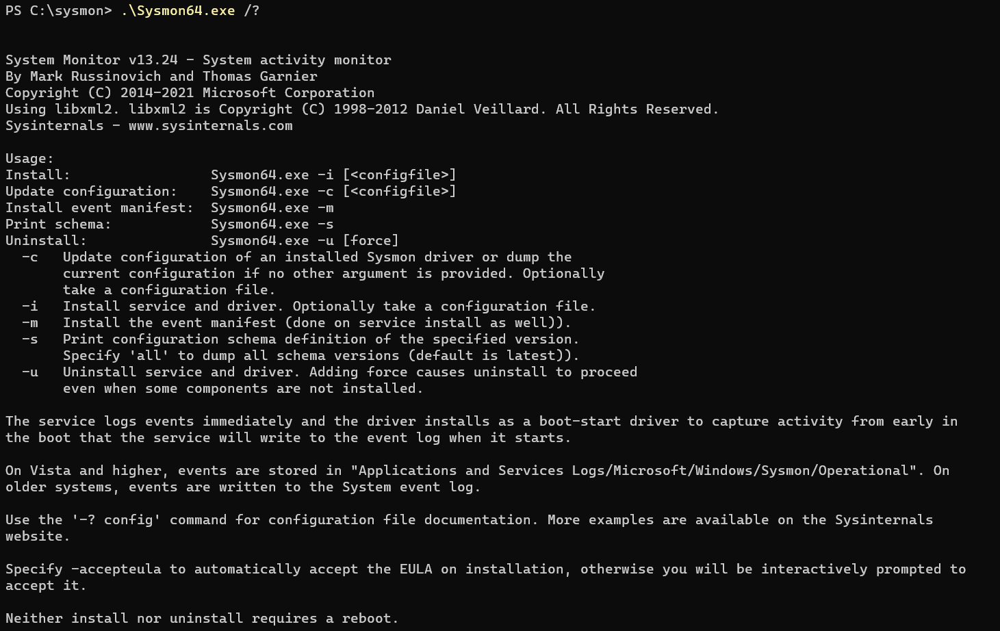 PS C:\sysmon> .\Sysmon64.exe /?
System Monitor v13.24 - System activity monitor
By Mark Russinovich and Thomas Garnier
Copyright (C) 2014-2021 Microsoft Corporation
Using libxml2. libxml2 is Copyright (C) 1998-2012 Daniel Veillard. All Rights Reserved.
Sysinternals - www.sysinternals.com
Usage:
Install: Sysmon64.exe -i [<configfile>]
Update configuration: Sysmon64.exe -c [<configfile>]
Install event manifest: Sysmon64.exe -m
Print schema: Sysmon64.exe -s
Uninstall: Sysmon64.exe -u [force]
-c Update configuration of an installed Sysmon driver or dump the
current configuration if no other argument is provided. Optionally
take a configuration file.
-i Install service and driver. Optionally take a configuration file.
-m Install the event manifest (done on service install as well)).
-s Print configuration schema definition of the specified version.
Specify 'all' to dump all schema versions (default is latest)).
-u Uninstall service and driver. Adding force causes uninstall to proceed
even when some components are not installed.
The service logs events immediately and the driver installs as a boot-start driver to capture activity from early in
the boot that the service will write to the event log when it starts.
On Vista and higher, events are stored in "Applications and Services Logs/Microsoft/Windows/Sysmon/Operational". On
older systems, events are written to the System event log.
Use the '-? config' command for configuration file documentation. More examples are available on the Sysinternals
website.
Specify -accepteula to automatically accept the EULA on installation, otherwise you will be interactively prompted to
accept it.
Neither install nor uninstall requires a reboot.